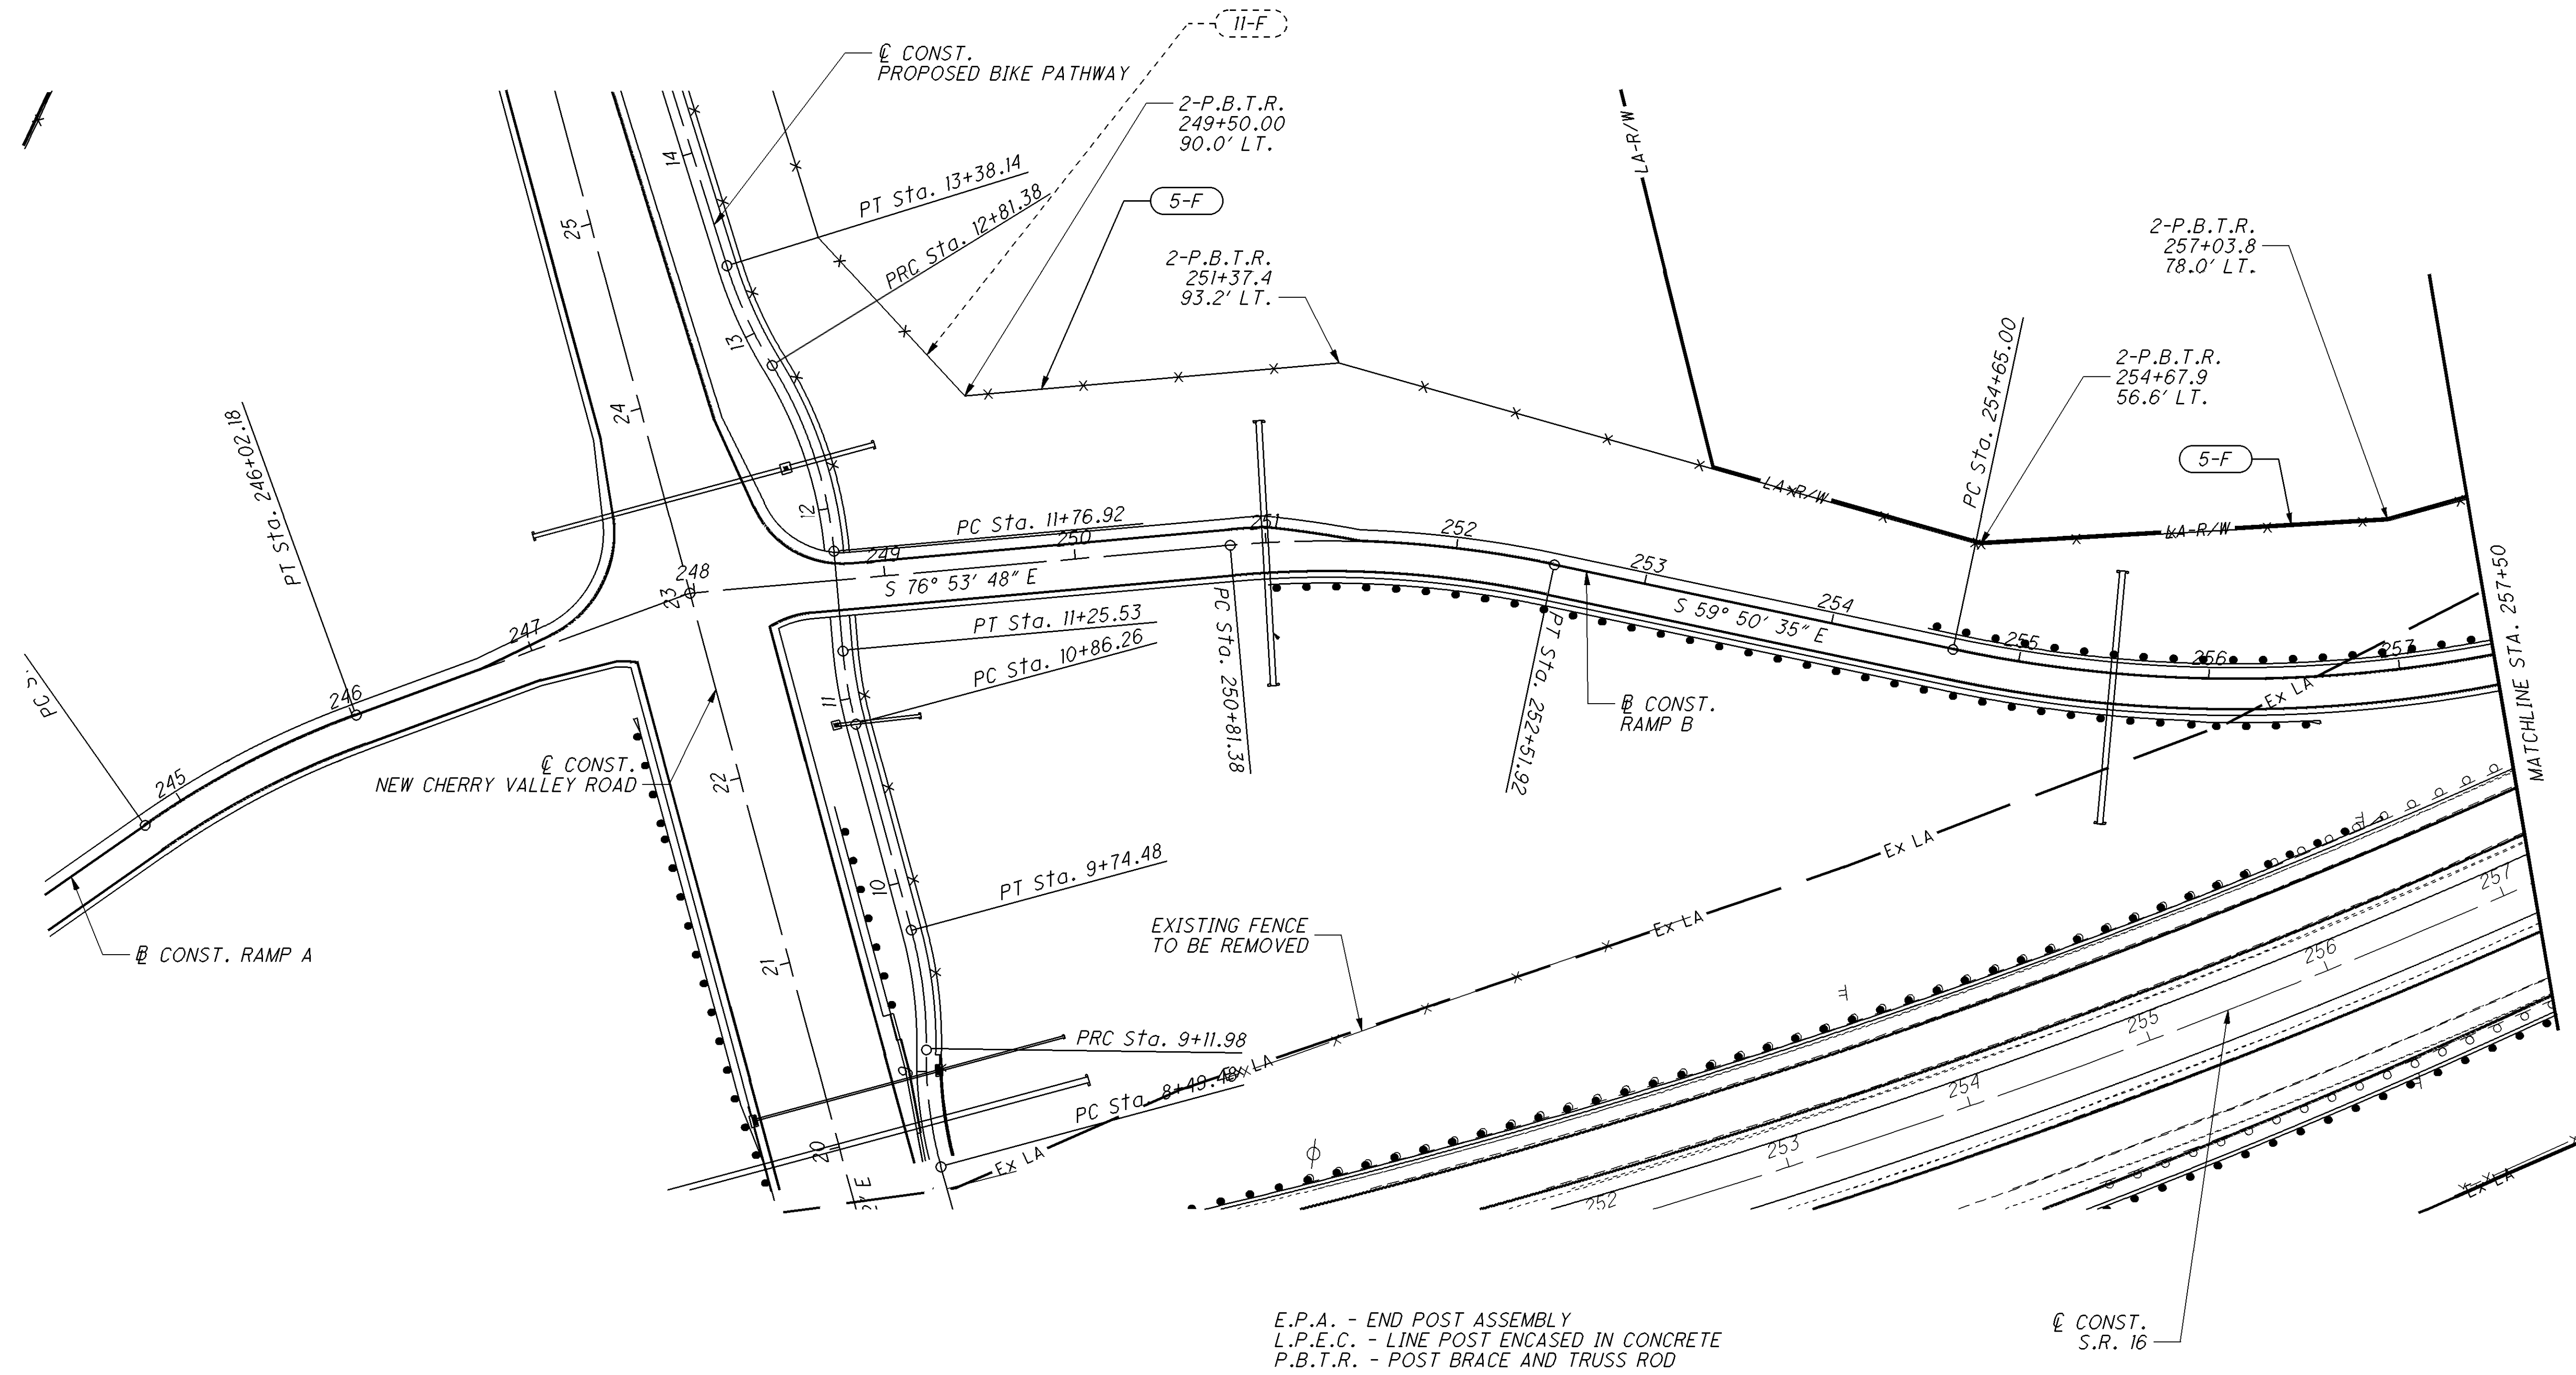 11-F
℄ CONST.
PROPOSED BIKE PATHWAY
2-P.B.T.R.
249+50.00
90.0' LT.
5-F
2-P.B.T.R.
251+37.4
93.2' LT.
PT Sta. 13+38.14
PRC Sta. 12+81.38
LA-R/W
2-P.B.T.R.
257+03.8
78.0' LT.
2-P.B.T.R.
254+67.9
56.6' LT.
5-F
PC Sta. 254+65.00
LA-R/W
LA-R/W
MATCHLINE STA. 257+50
14
13
12
11
10
9
25
24
23
22
21
20
PT Sta. 246+02.18
245
246
247
248
249
250
251
252
253
254
255
256
257
PC Sta. 11+76.92
S 76° 53' 48" E
PT Sta. 11+25.53
PC Sta. 10+86.26
PC Sta. 250+81.38
PT Sta. 252+51.92
S 59° 50' 35" E
CONST.
RAMP B
℄ CONST.
NEW CHERRY VALLEY ROAD
CONST. RAMP A
PT Sta. 9+74.48
EXISTING FENCE
TO BE REMOVED
PRC Sta. 9+11.98
PC Sta. 8+49.48
Ex LA
Ex LA
Ex LA
Ex LA
Ex LA
Ex LA
252
253
254
255
256
257
℄ CONST.
S.R. 16
E.P.A. - END POST ASSEMBLY
L.P.E.C. - LINE POST ENCASED IN CONCRETE
P.B.T.R. - POST BRACE AND TRUSS ROD